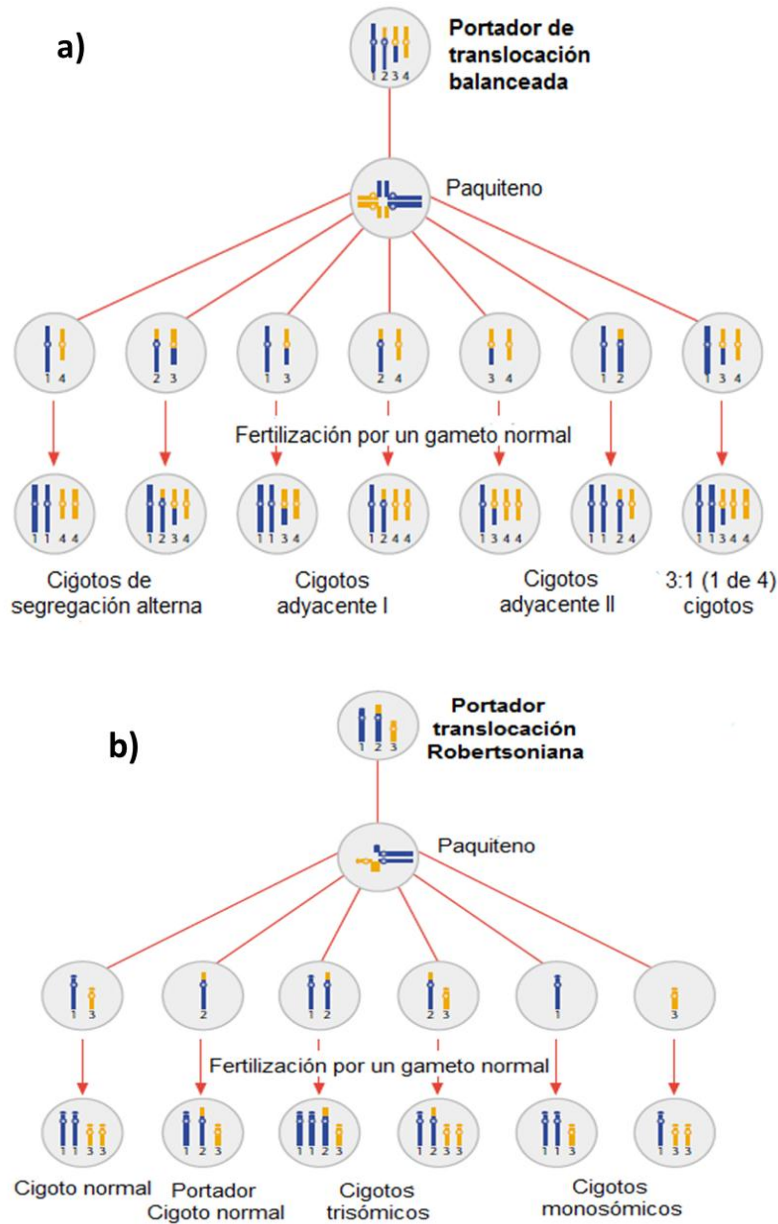 a)
Portador de
translocación
balanceada
1 2 3 4
Paquiteno
1 4
2 3
1 3
2 4
3 4
1 2
1 3 4
Fertilización por un gameto normal
1 1 4 4
1 2 3 4
1 1 3 4
1 2 4 4
1 3 4 4
1 1 2 4
1 1 3 4 4
Cigotos de
segregación alterna
Cigotos
adyacente I
Cigotos
adyacente II
3:1 (1 de 4)
cigotos
b)
Portador
translocación
Robertsoniana
1 2 3
Paquiteno
1 3
2
1 2
2 3
1
3
Fertilización por un gameto normal
1 1 3 3
1 2 3
1 1 2 3
1 2 3 3
1 1 3
1 3 3
Cigoto normal
Portador
Cigoto normal
Cigotos
trisómicos
Cigotos
monosómicos